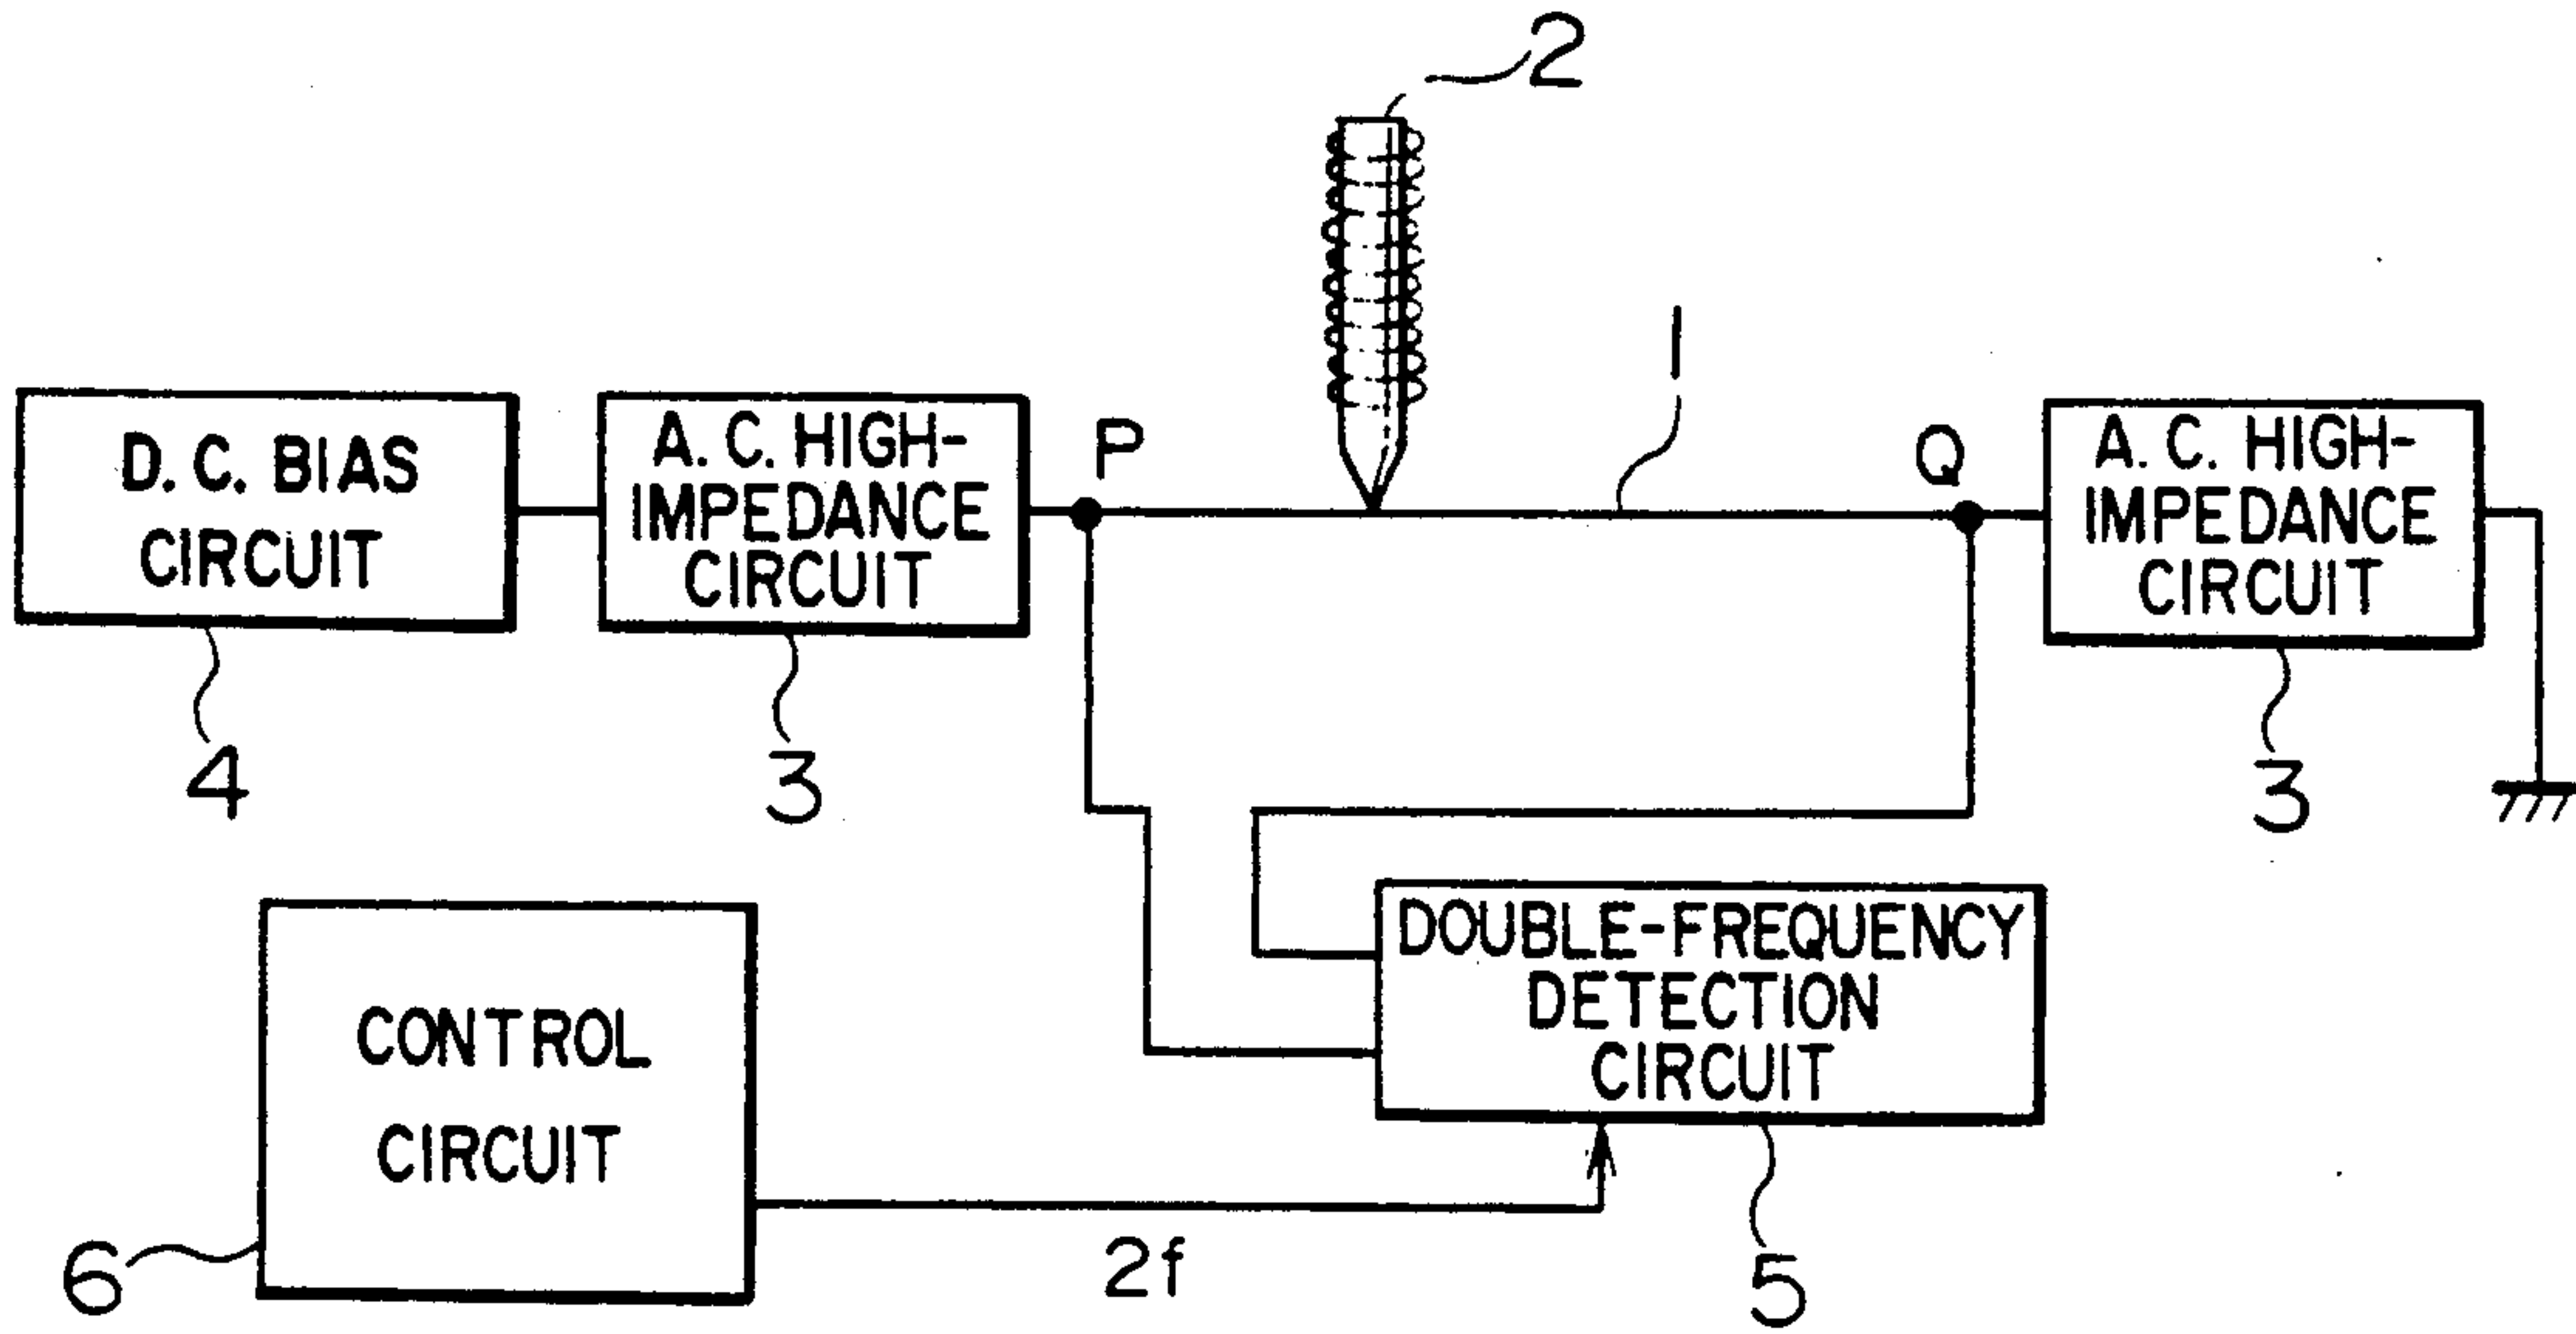 2
1
D. C. BIAS
CIRCUIT
A. C. HIGH-
IMPEDANCE
CIRCUIT
P
Q
A. C. HIGH-
IMPEDANCE
CIRCUIT
4
3
3
CONTROL
CIRCUIT
DOUBLE-FREQUENCY
DETECTION
CIRCUIT
6
2f
5